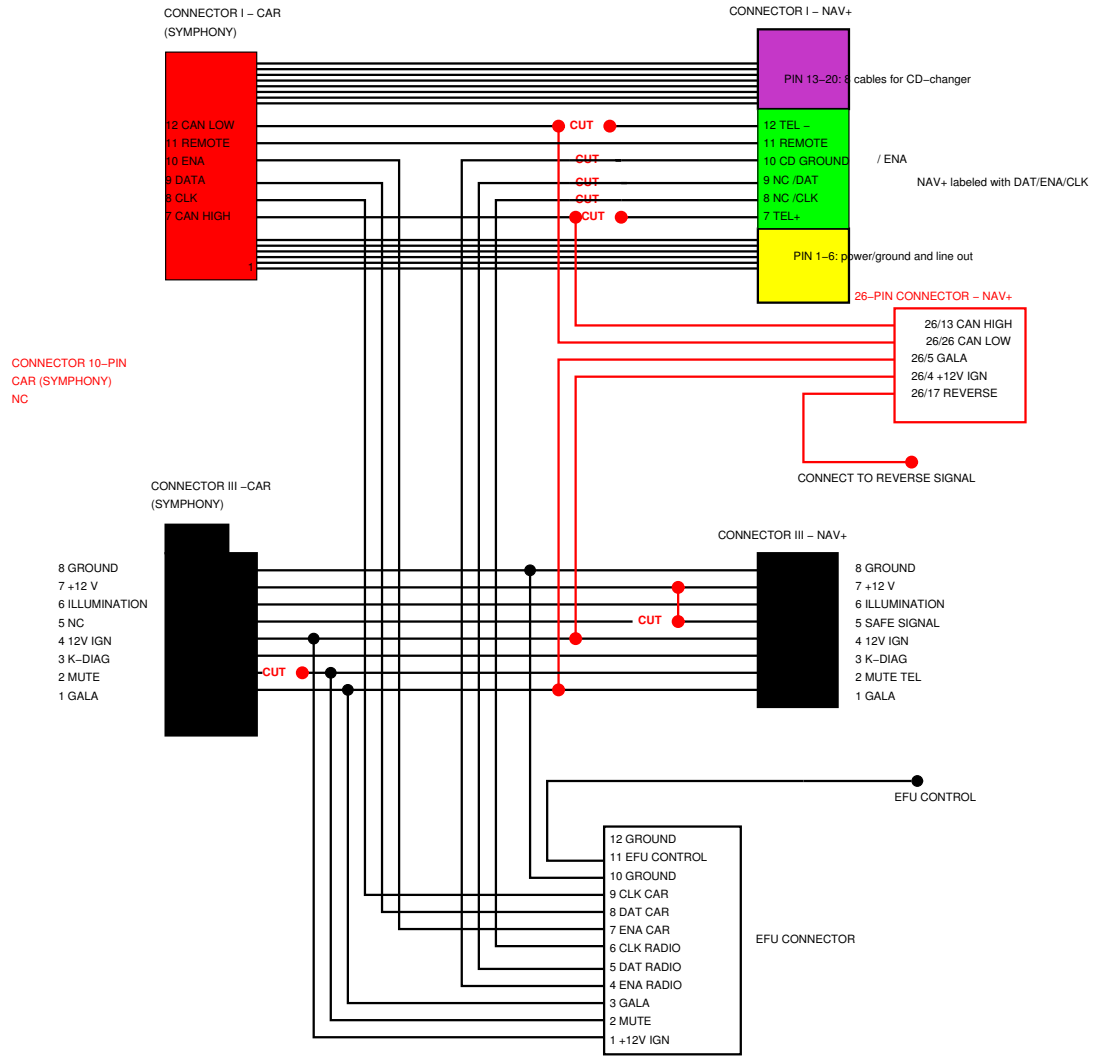 CONNECTOR I – CAR
(SYMPHONY)
CONNECTOR I – NAV+
PIN 13–20: 8 cables for CD–changer
12 CAN LOW
CUT
12 TEL –
11 REMOTE
11 REMOTE
10 ENA
CUT
10 CD GROUND
/ ENA
9 DATA
CUT
9 NC /DAT
NAV+ labeled with DAT/ENA/CLK
8 CLK
CUT
8 NC /CLK
7 CAN HIGH
CUT
7 TEL+
1
PIN 1–6: power/ground and line out
26–PIN CONNECTOR – NAV+
26/13 CAN HIGH
26/26 CAN LOW
26/5 GALA
26/4 +12V IGN
26/17 REVERSE
CONNECTOR 10–PIN
CAR (SYMPHONY)
NC
CONNECT TO REVERSE SIGNAL
CONNECTOR III –CAR
(SYMPHONY)
CONNECTOR III – NAV+
8 GROUND
8 GROUND
7 +12 V
7 +12 V
6 ILLUMINATION
6 ILLUMINATION
5 NC
CUT
5 SAFE SIGNAL
4 12V IGN
4 12V IGN
3 K–DIAG
3 K–DIAG
2 MUTE
CUT
2 MUTE TEL
1 GALA
1 GALA
EFU CONTROL
12 GROUND
11 EFU CONTROL
10 GROUND
9 CLK CAR
8 DAT CAR
7 ENA CAR
6 CLK RADIO
5 DAT RADIO
4 ENA RADIO
3 GALA
2 MUTE
1 +12V IGN
EFU CONNECTOR